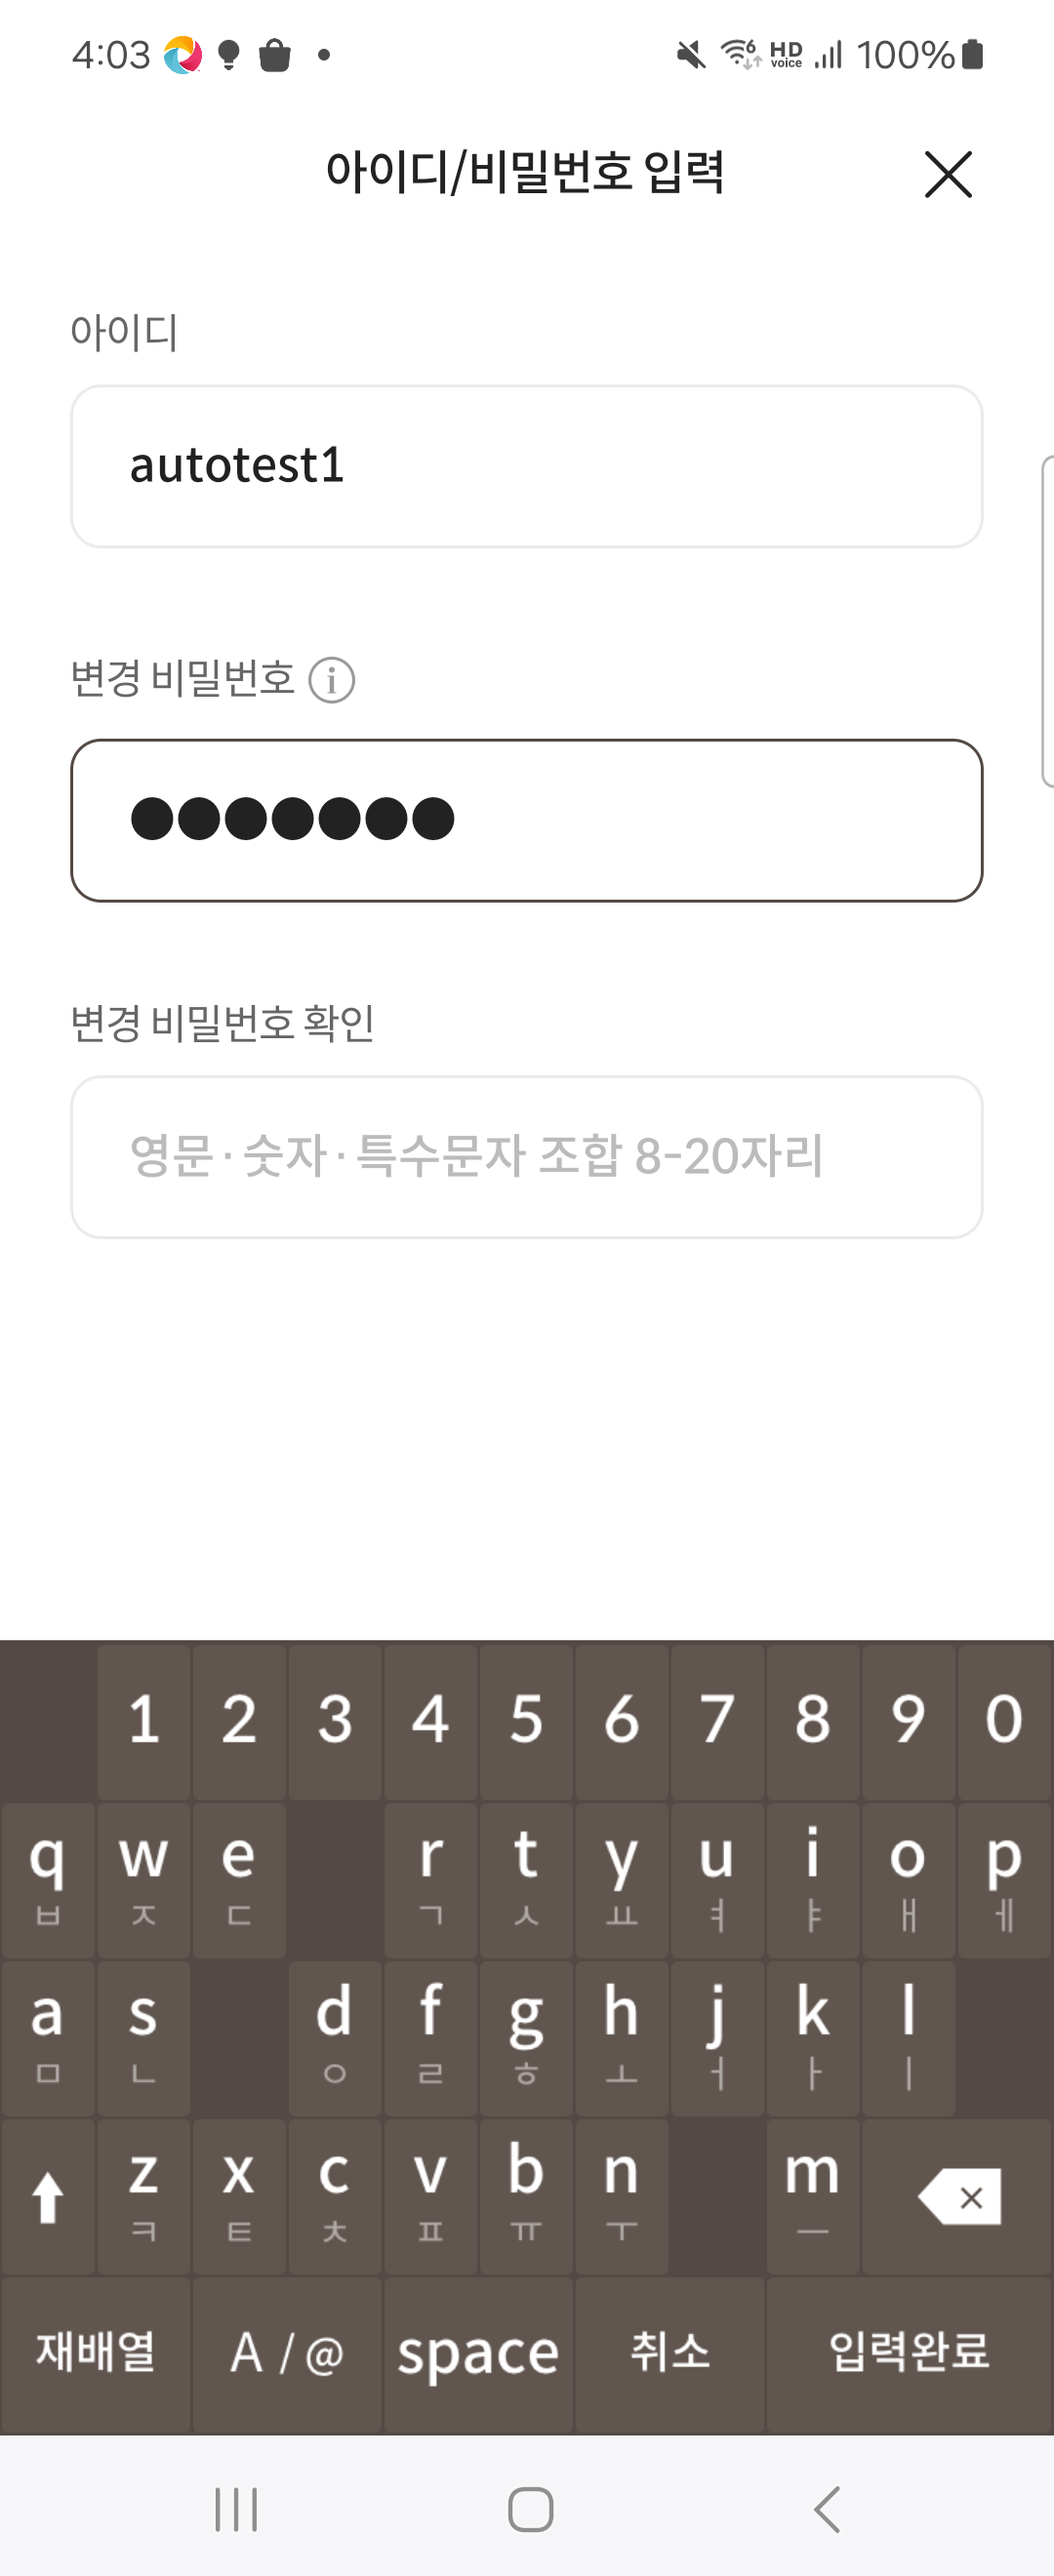 4:03 HD voice 100%
아이디/비밀번호 입력
아이디
autotest1
변경 비밀번호
●●●●●●●
변경 비밀번호 확인
영문·숫자·특수문자 조합 8-20자리
1 2 3 4 5 6 7 8 9 0
q w e r t y u i o p
ㅂ ㅈ ㄷ ㄱ ㅅ ㅛ ㅕ ㅑ ㅐ ㅔ
a s d f g h j k l
ㅁ ㄴ ㅇ ㄹ ㅎ ㅗ ㅓ ㅏ ㅣ
z x c v b n m
ㅋ ㅌ ㅊ ㅍ ㅠ ㅜ ㅡ
재배열 A / @ space 취소 입력완료